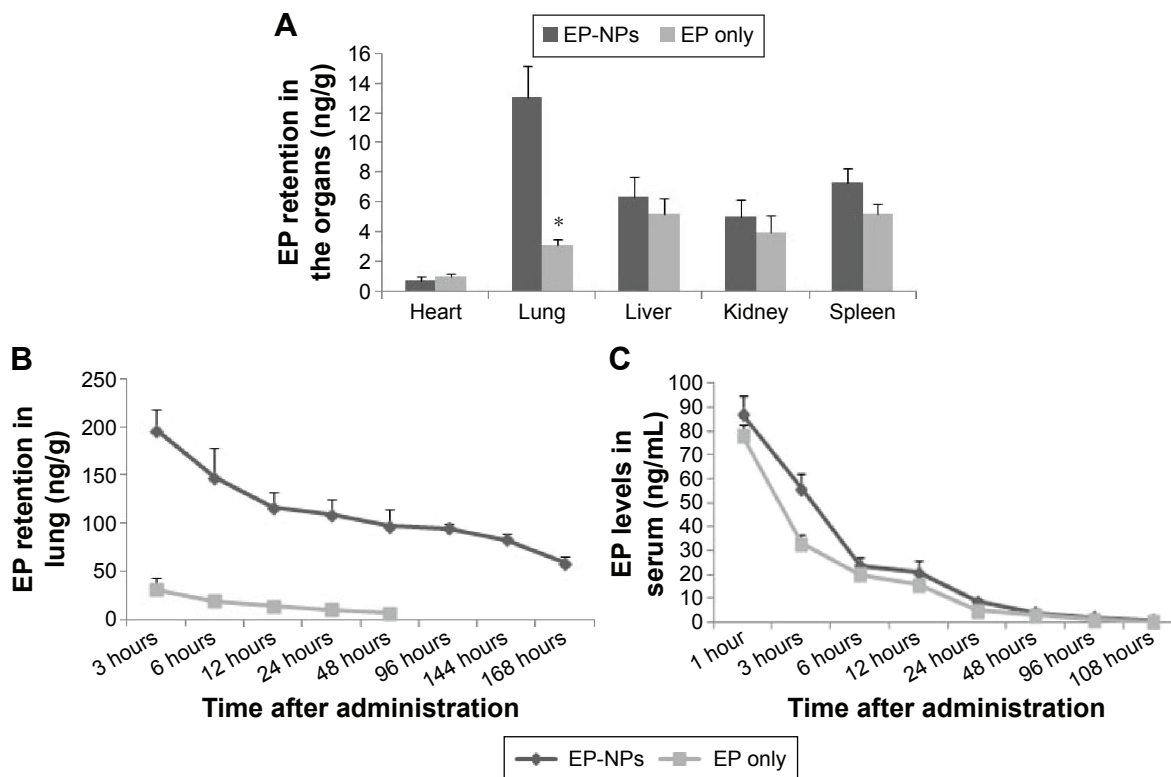 A
EP-NPs EP only
EP retention in
the organs (ng/g)
16
14
12
10
8
6
4
2
0
Heart Lung Liver Kidney Spleen
*
B
EP retention in
lung (ng/g)
250
200
150
100
50
0
3 hours 6 hours 12 hours 24 hours 48 hours 96 hours 144 hours 168 hours
Time after administration
C
EP levels in
serum (ng/mL)
100
90
80
70
60
50
40
30
20
10
0
1 hour 3 hours 6 hours 12 hours 24 hours 48 hours 96 hours 108 hours
Time after administration
EP-NPs EP only